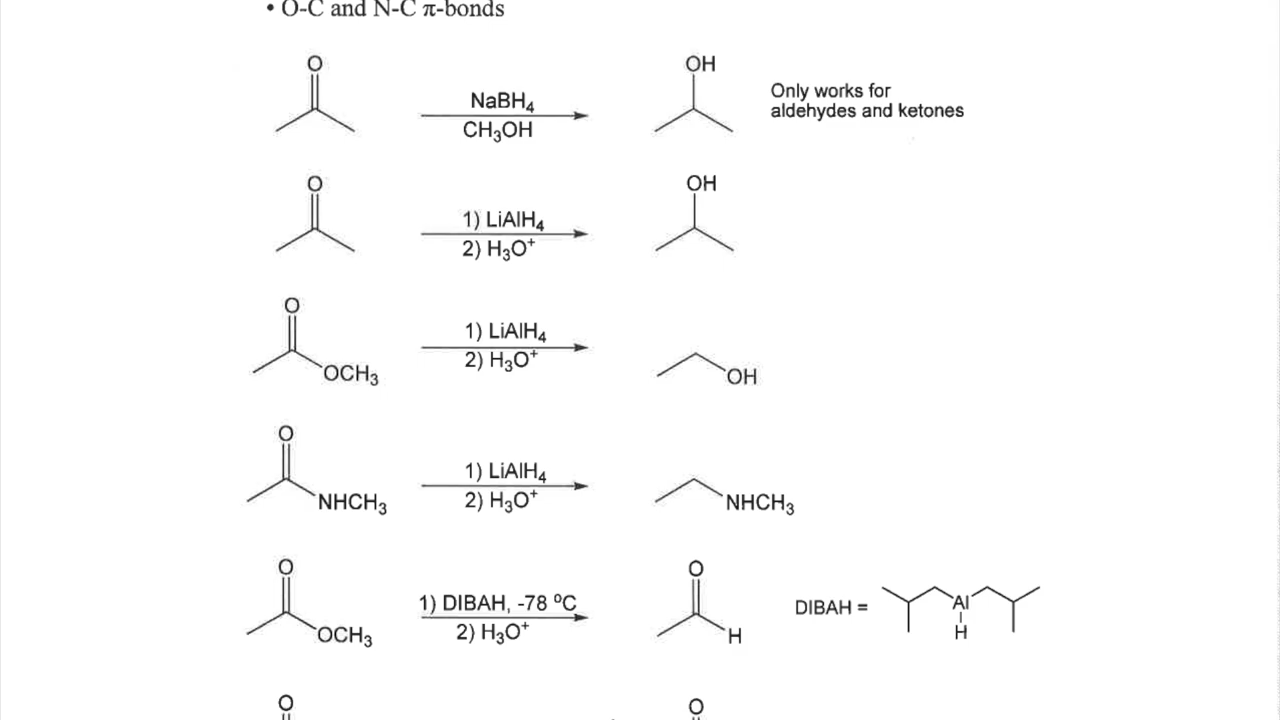 • O-C and N-C π-bonds
O
NaBH₄
CH₃OH
OH
Only works for
aldehydes and ketones
O
1) LiAlH₄
2) H₃O⁺
OH
O
OCH₃
1) LiAlH₄
2) H₃O⁺
OH
O
NHCH₃
1) LiAlH₄
2) H₃O⁺
NHCH₃
O
OCH₃
1) DIBAH, -78 ºC
2) H₃O⁺
O
H
DIBAH =
Al
H
O
O